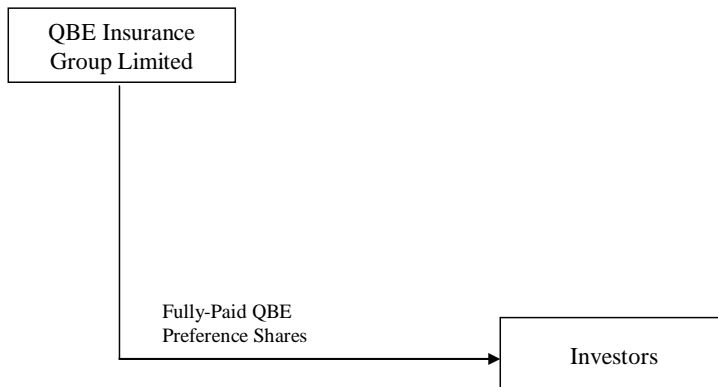 QBE Insurance
Group Limited
Fully-Paid QBE
Preference Shares
Investors